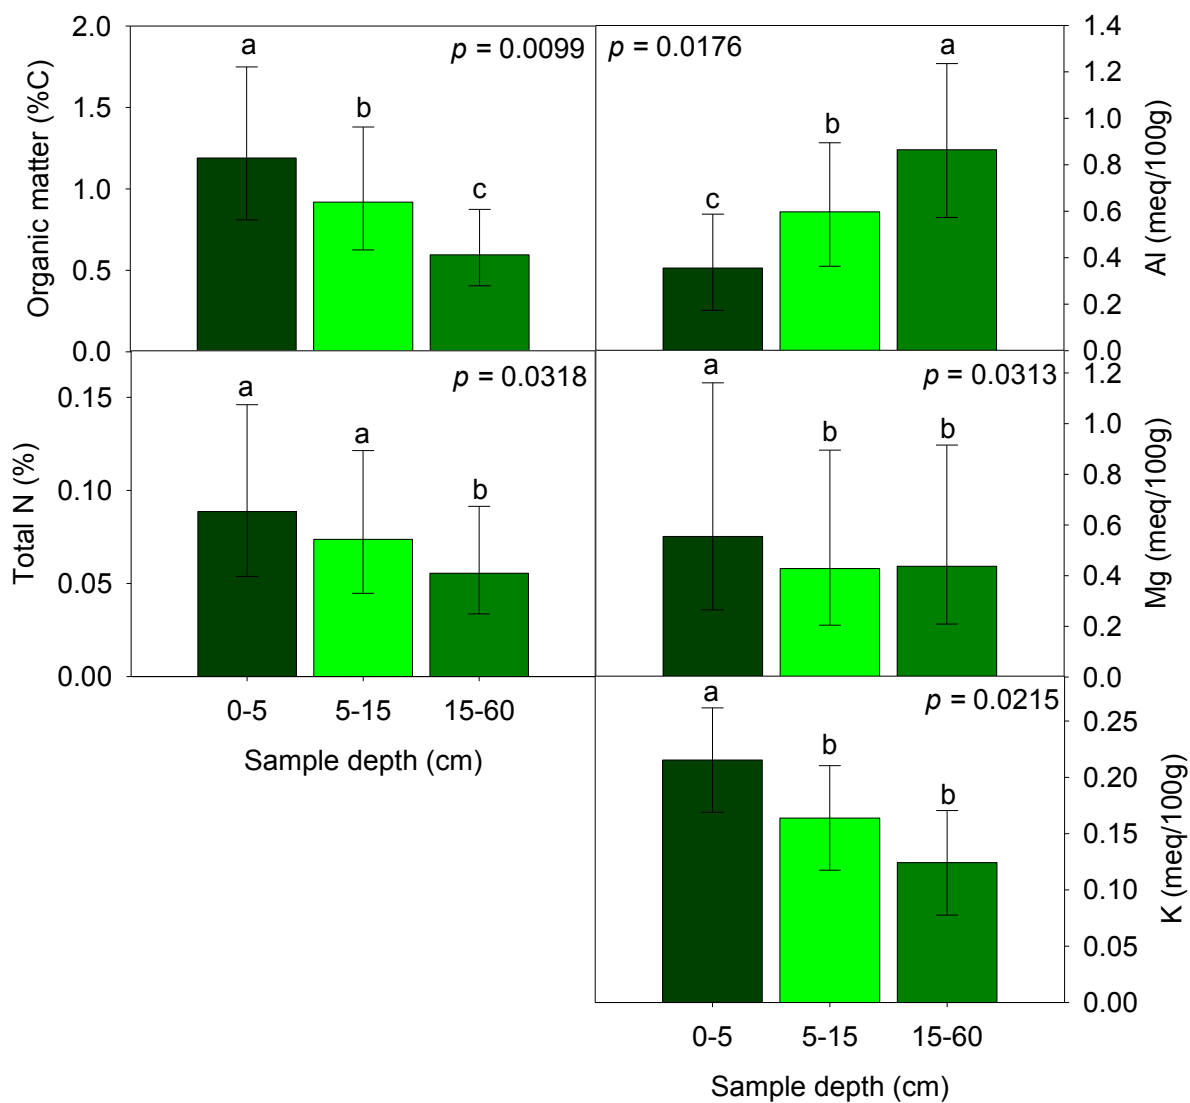 Organic matter (%C)
2.0
1.5
1.0
0.5
0.0
a
b
c
p = 0.0099
p = 0.0176
c
b
a
1.4
1.2
1.0
0.8
0.6
0.4
0.2
0.0
Al (meq/100g)
Total N (%)
0.15
0.10
0.05
0.00
a
a
b
p = 0.0318
0-5
5-15
15-60
Sample depth (cm)
a
b
b
p = 0.0313
1.2
1.0
0.8
0.6
0.4
0.2
0.0
Mg (meq/100g)
a
b
b
p = 0.0215
0.25
0.20
0.15
0.10
0.05
0.00
K (meq/100g)
0-5
5-15
15-60
Sample depth (cm)